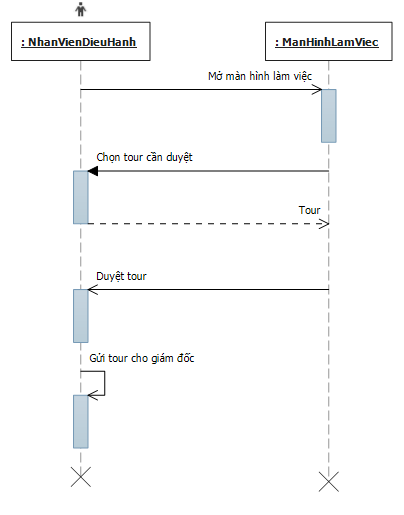 : NhanVienDieuHanh
: ManHinhLamViec
Mở màn hình làm việc
Chọn tour cần duyệt
Tour
Duyệt tour
Gửi tour cho giám đốc